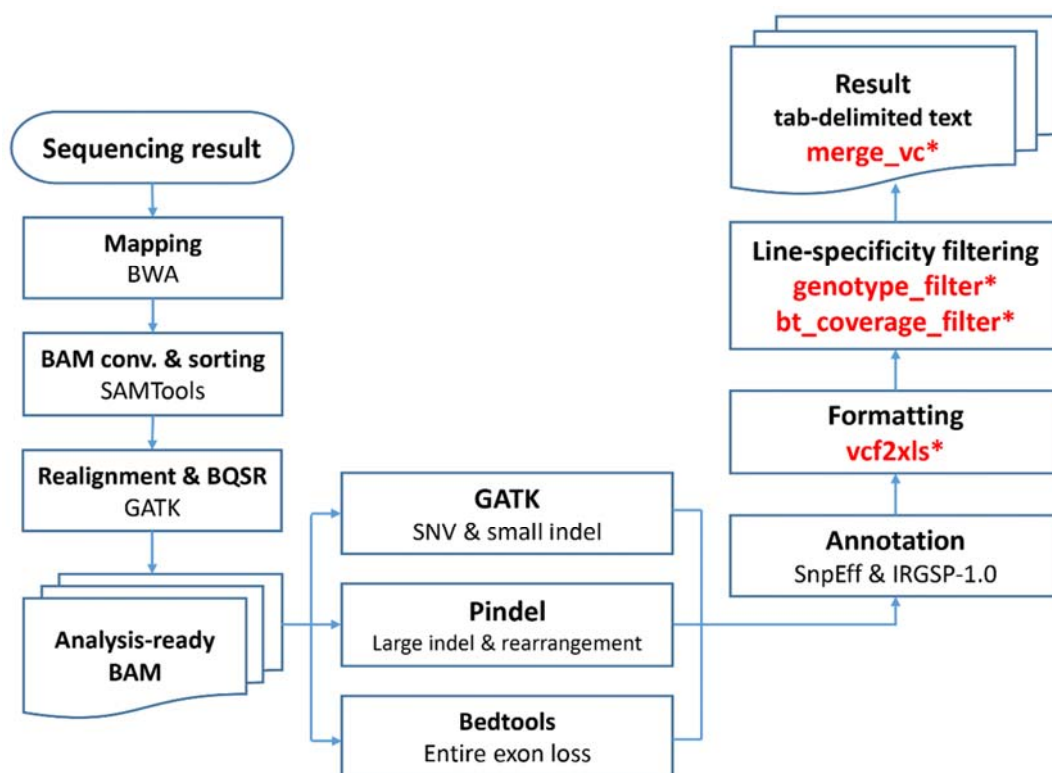 Sequencing result
Mapping
BWA
BAM conv. & sorting
SAMTools
Realignment & BQSR
GATK
Analysis-ready
BAM
GATK
SNV & small indel
Pindel
Large indel & rearrangement
Bedtools
Entire exon loss
Annotation
SnpEff & IRGSP-1.0
Formatting
vcf2xls*
Line-specificity filtering
genotype_filter*
bt_coverage_filter*
Result
tab-delimited text
merge_vc*